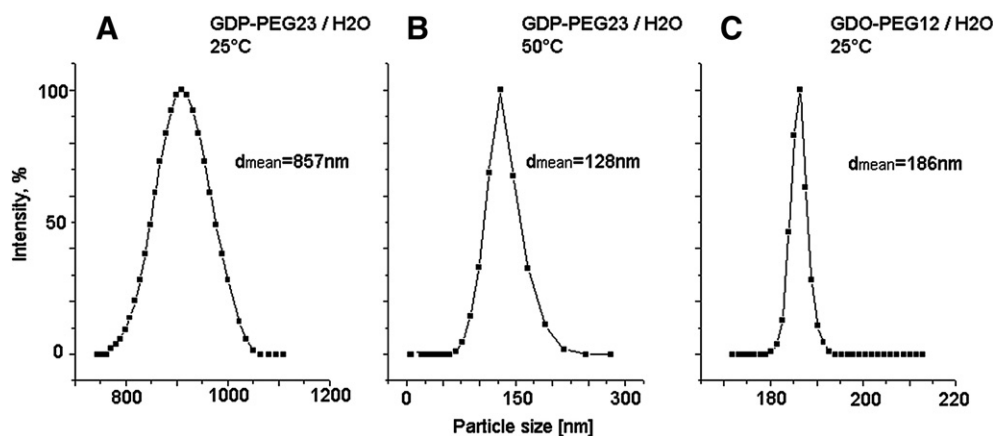 A
GDP-PEG23 / H2O
25°C
B
GDP-PEG23 / H2O
50°C
C
GDO-PEG12 / H2O
25°C
Intensity, %
100
50
0
dmean=857nm
dmean=128nm
dmean=186nm
800 1000 1200
0 150 300
180 200 220
Particle size [nm]